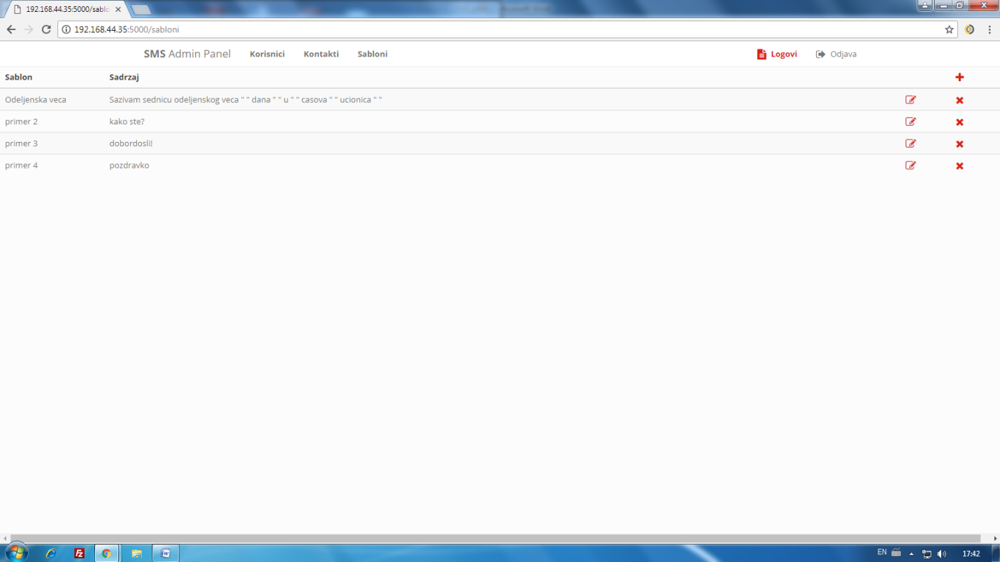 192.168.44.35:5000/sablo
192.168.44.35:5000/sabloni
SMS Admin Panel Korisnici Kontakti Sabloni Logovi Odjava
Sablon Sadrzaj
Odeljenska veca Sazivam sednicu odeljenskog veca " " dana " " u " " casova " " ucionica " "
primer 2 kako ste?
primer 3 dobordosli!
primer 4 pozdravko
EN 17:42